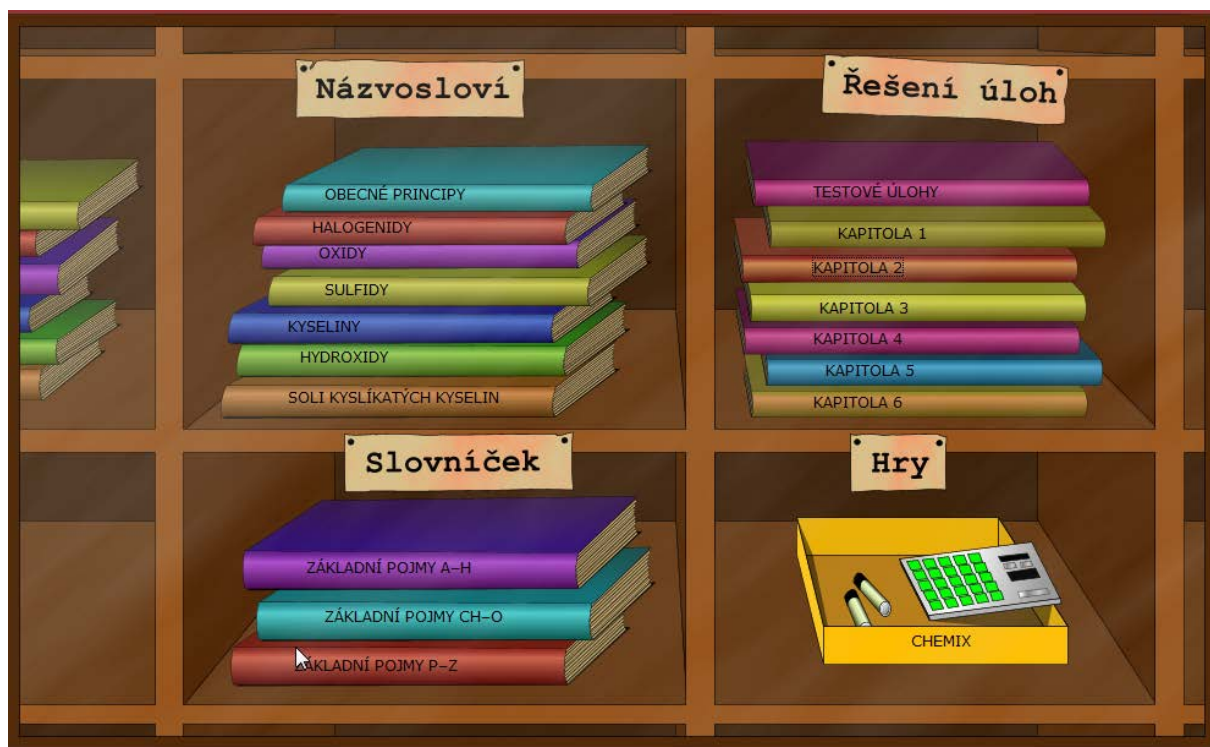 Názvosloví
OBECNÉ PRINCIPY
HALOGENIDY
OXIDY
SULFIDY
KYSELINY
HYDROXIDY
SOLI KYSLÍKATÝCH KYSELIN
Řešení úloh
TESTOVÉ ÚLOHY
KAPITOLA 1
KAPITOLA 2
KAPITOLA 3
KAPITOLA 4
KAPITOLA 5
KAPITOLA 6
Slovníček
ZÁKLADNÍ POJMY A–H
ZÁKLADNÍ POJMY CH–O
ZÁKLADNÍ POJMY P–Z
Hry
CHEMIX